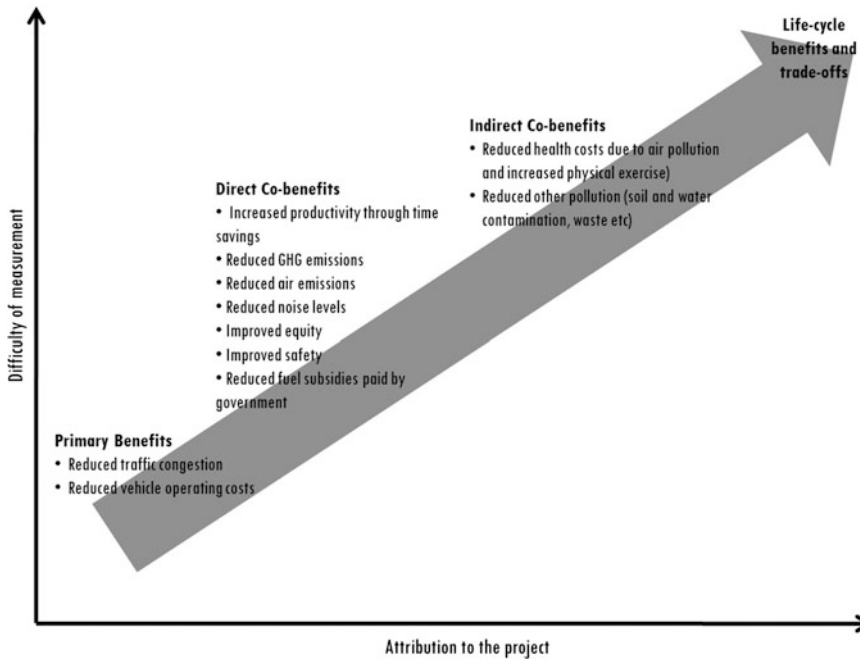 Life-cycle
benefits and
trade-offs
Indirect Co-benefits
• Reduced health costs due to air pollution
and increased physical exercise)
• Reduced other pollution (soil and water
contamination, waste etc)
Direct Co-benefits
• Increased productivity through time
savings
• Reduced GHG emissions
• Reduced air emissions
• Reduced noise levels
• Improved equity
• Improved safety
• Reduced fuel subsidies paid by
government
Primary Benefits
• Reduced traffic congestion
• Reduced vehicle operating costs
Difficulty of measurement
Attribution to the project